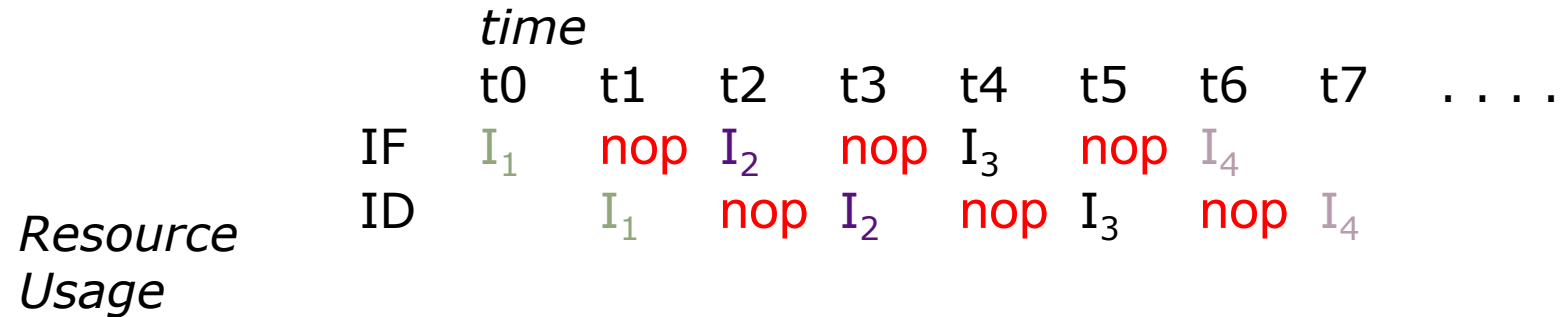 time
t0 t1 t2 t3 t4 t5 t6 t7 . . . .
IF I₁ nop I₂ nop I₃ nop I₄
ID I₁ nop I₂ nop I₃ nop I₄
Resource
Usage